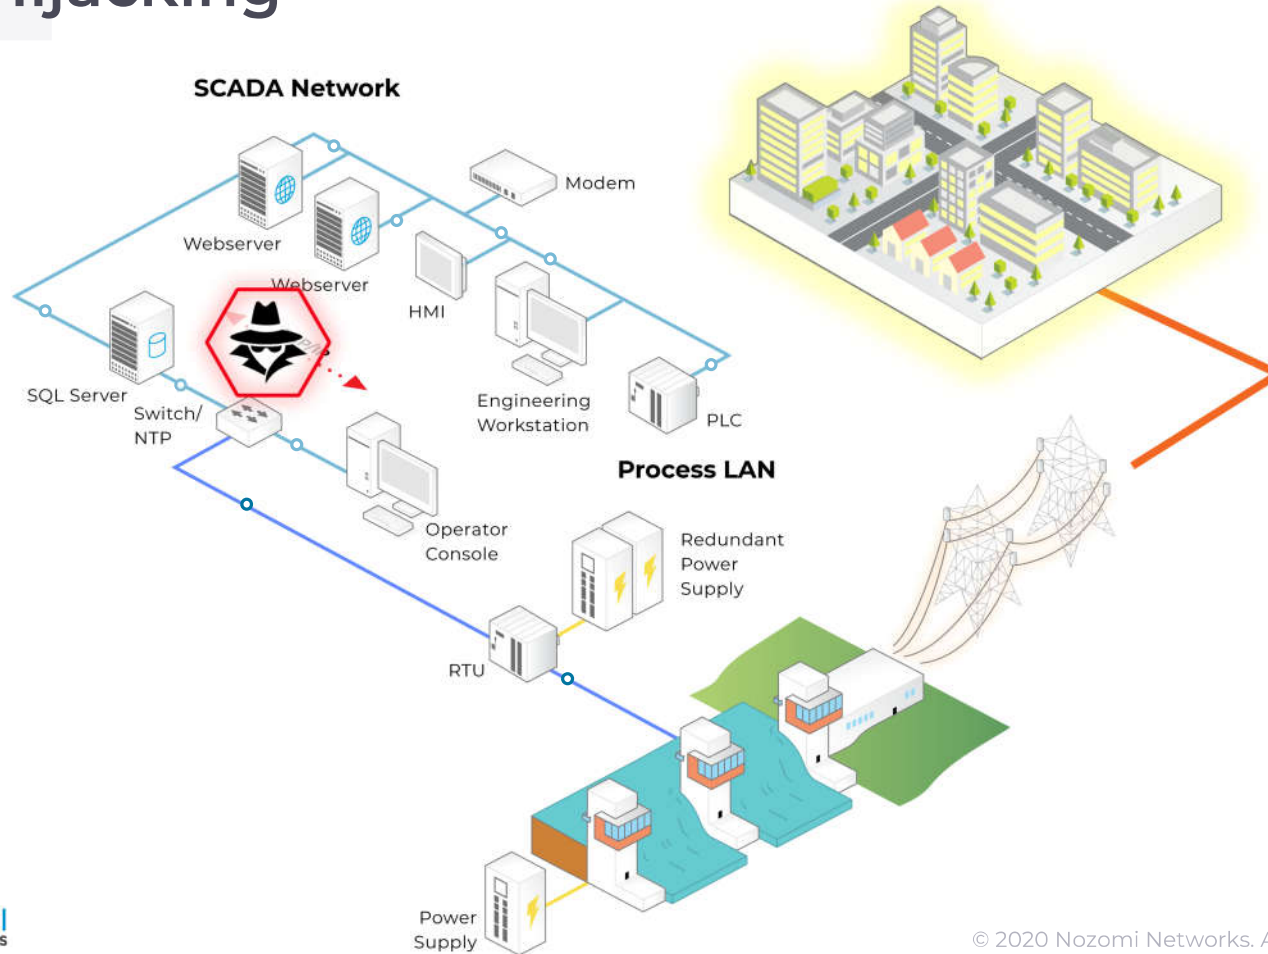 SCADA Network
Modem
Webserver
Webserver
HMI
SQL Server
Switch/
NTP
Engineering
Workstation
PLC
Process LAN
Operator
Console
Redundant
Power
Supply
RTU
Power
Supply
© 2020 Nozomi Networks. A